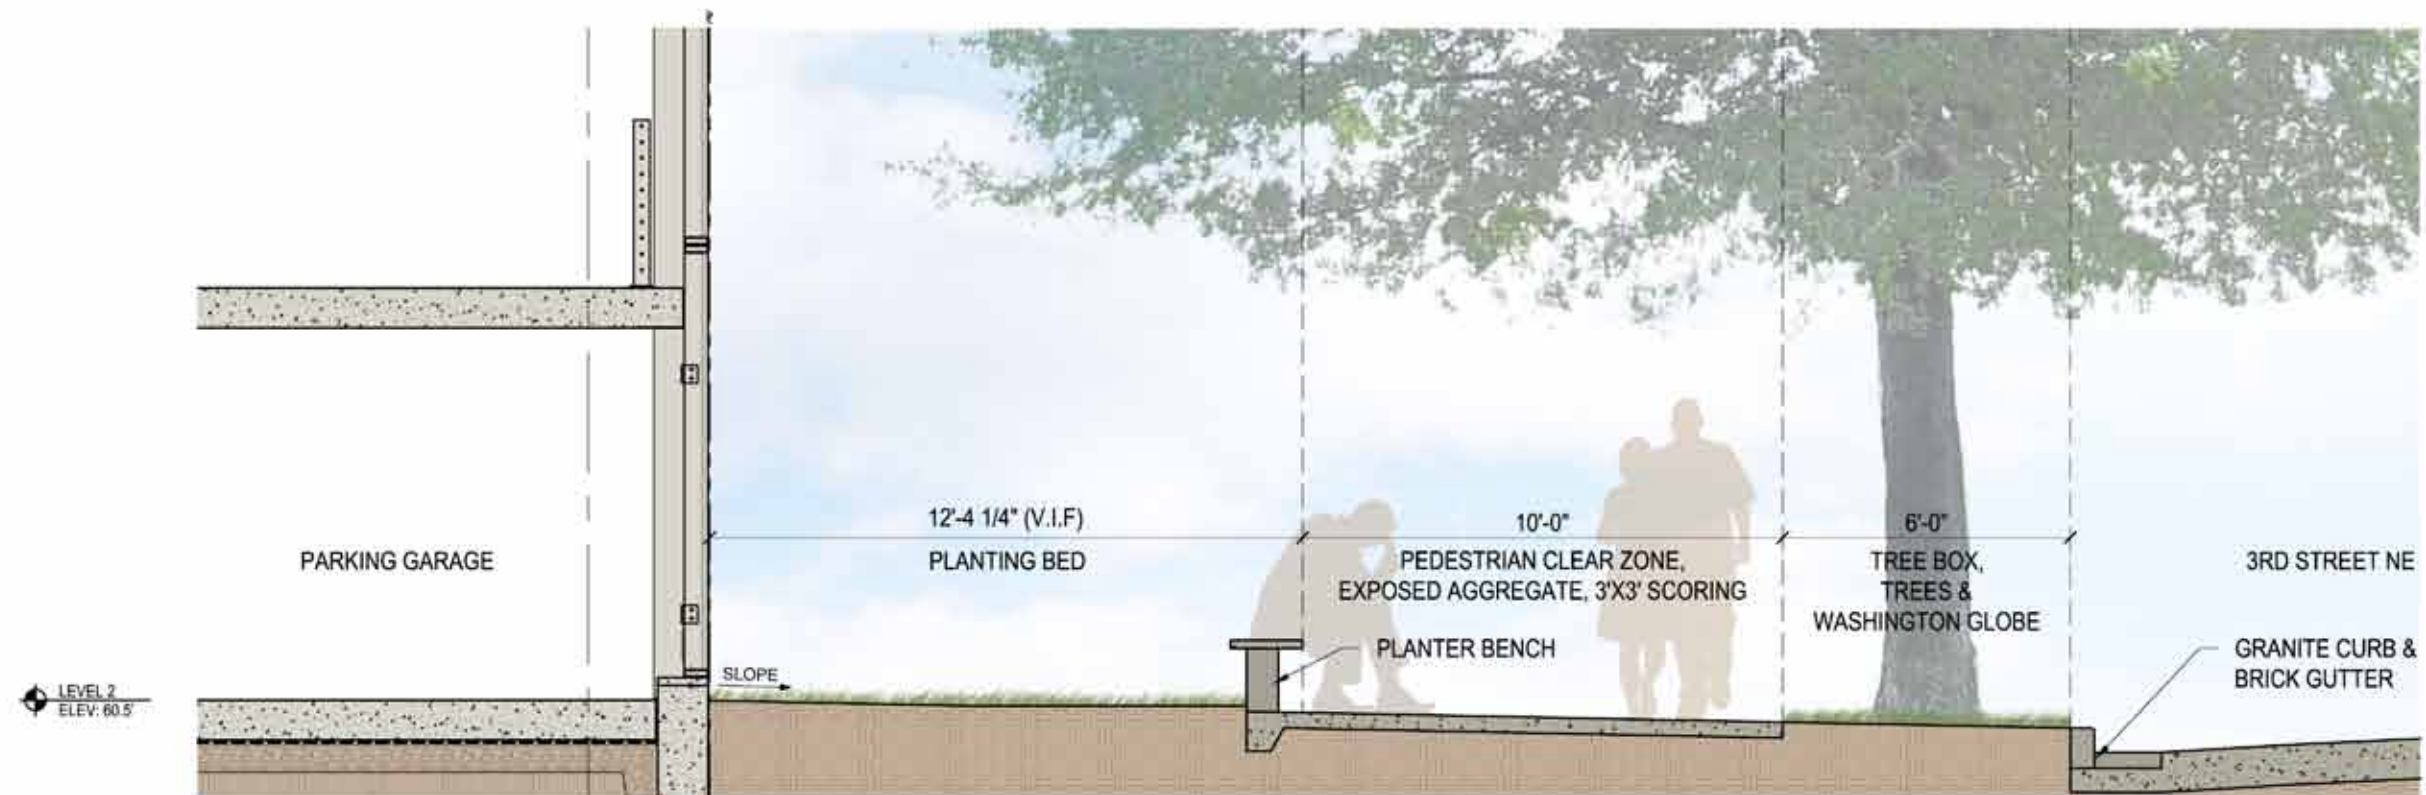 12'-4 1/4" (V.I.F)
10'-0"
6'-0"
PARKING GARAGE
PLANTING BED
PEDESTRIAN CLEAR ZONE,
EXPOSED AGGREGATE, 3'X3' SCORING
TREE BOX,
TREES &
WASHINGTON GLOBE
3RD STREET NE
PLANTER BENCH
GRANITE CURB &
BRICK GUTTER
SLOPE
LEVEL 2
ELEV: 60.5'